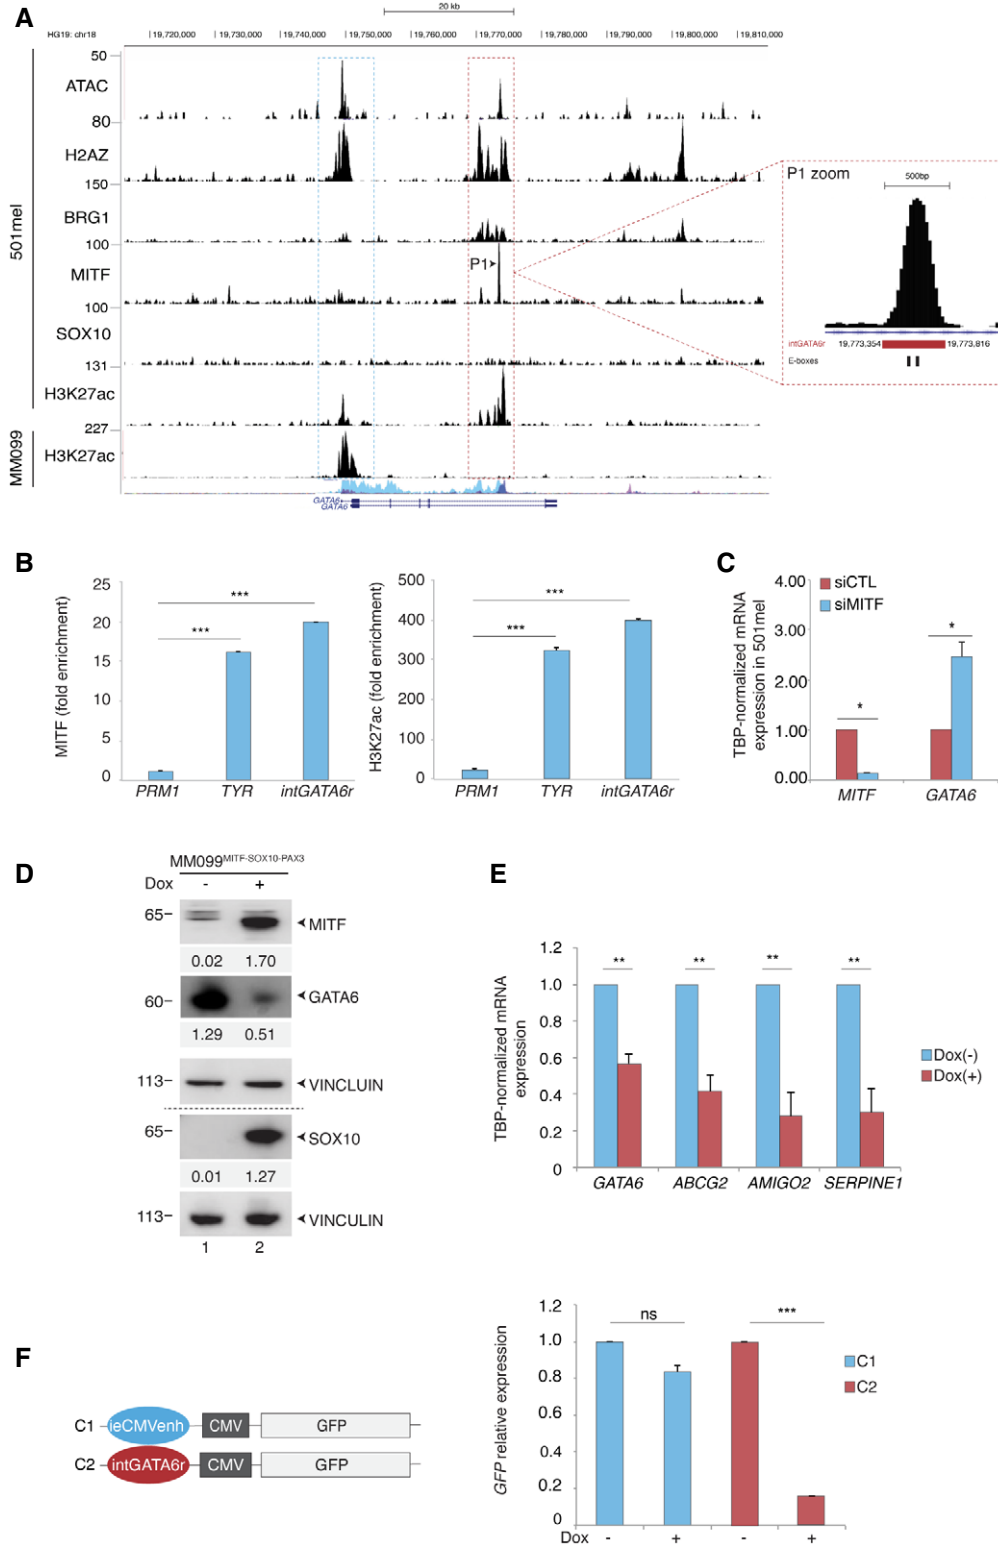 A
20 kb
HG19: chr18
19,720,000 19,730,000 19,740,000 19,750,000 19,760,000 19,770,000 19,780,000 19,790,000 19,800,000 19,810,000
50
ATAC
80
H2AZ
150
BRG1
100
MITF
P1
100
SOX10
131
H3K27ac
227
H3K27ac
501mel
MM099
GATA6
GATA6
P1 zoom
500bp
intGATA6r 19,773,354 19,773,816
E-boxes
B
MITF (fold enrichment)
25
20
15
10
5
0
***
***
PRM1 TYR intGATA6r
H3K27ac (fold enrichment)
500
400
300
200
100
0
***
***
PRM1 TYR intGATA6r
C
siCTL
siMITF
TBP-normalized mRNA
expression in 501mel
4.00
3.00
2.00
1.00
0.00
*
*
MITF GATA6
D
MM099MITF-SOX10-PAX3
Dox - +
65 MITF
0.02 1.70
60 GATA6
1.29 0.51
113 VINCLUIN
65 SOX10
0.01 1.27
113 VINCULIN
1 2
E
TBP-normalized mRNA
expression
1.2
1.0
0.8
0.6
0.4
0.2
0
** ** ** **
GATA6 ABCG2 AMIGO2 SERPINE1
Dox(-)
Dox(+)
F
C1 ieCMVenh CMV GFP
C2 intGATA6r CMV GFP
GFP relative expression
1.2
1.0
0.8
0.6
0.4
0.2
0
ns ***
C1
C2
Dox - + - +